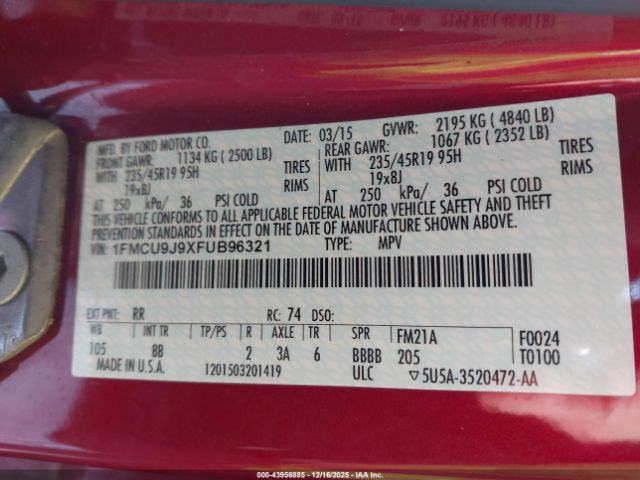 MFD. BY FORD MOTOR CO. DATE: 03/15 GVWR: 2195 KG ( 4840 LB)
FRONT GAWR: 1134 KG ( 2500 LB) REAR GAWR: 1067 KG ( 2352 LB)
WITH 235/45R19 95H TIRES WITH 235/45R19 95H TIRES
19x8J RIMS 19x8J RIMS
AT 250 kPa/ 36 PSI COLD AT 250 kPa/ 36 PSI COLD
THIS VEHICLE CONFORMS TO ALL APPLICABLE FEDERAL MOTOR VEHICLE SAFETY AND THEFT
PREVENTION STANDARDS IN EFFECT ON THE DATE OF MANUFACTURE SHOWN ABOVE.
VIN: 1FMCU9J9XFUB96321 TYPE: MPV
EXT PNT: RR RC: 74 DSO:
WB INT TR TP/PS R AXLE TR SPR FM21A F0024
105 8B 2 3A 6 BBBB 205 T0100
MADE IN U.S.A. 1201503201419 ULC ▽5U5A-3520472-AA
000-43956885 - 12/16/2025 - IAAI.